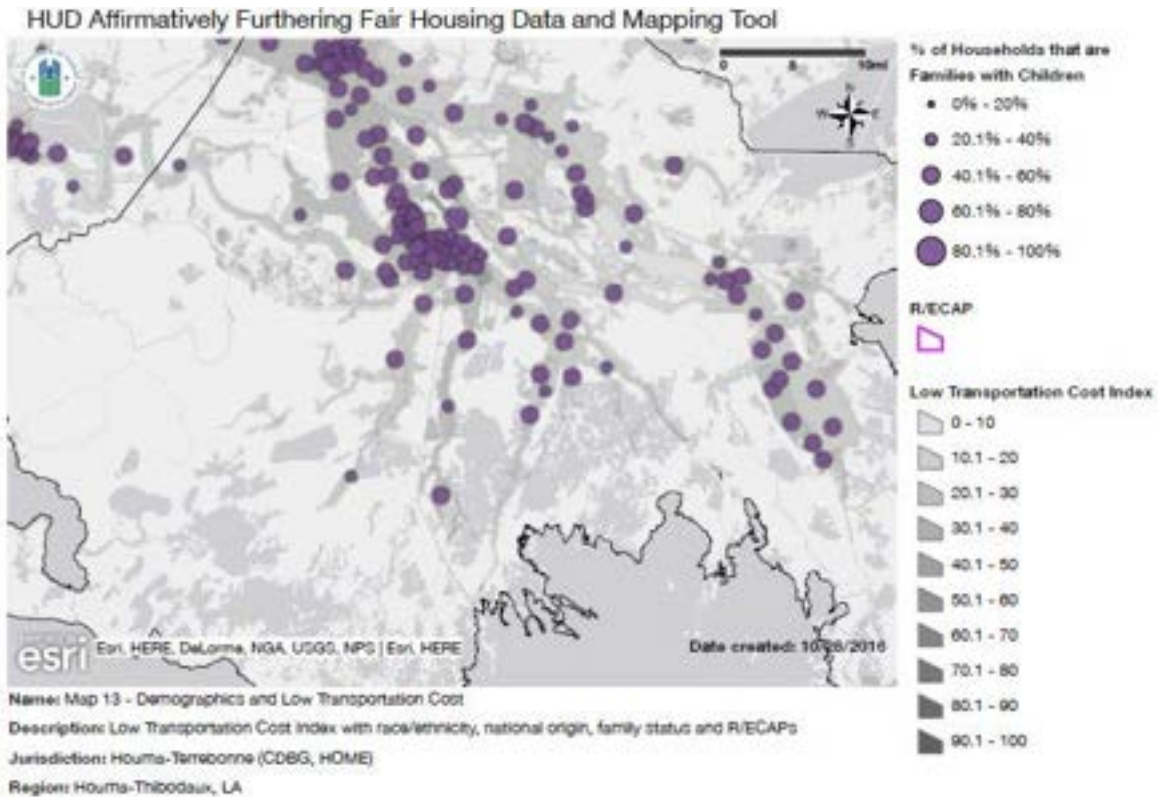 HUD Affirmatively Furthering Fair Housing Data and Mapping Tool
0 5 10mi
N
W E
S
% of Households that are
Families with Children
0% - 20%
20.1% - 40%
40.1% - 60%
60.1% - 80%
80.1% - 100%
R/ECAP
Low Transportation Cost Index
0 - 10
10.1 - 20
20.1 - 30
30.1 - 40
40.1 - 50
50.1 - 60
60.1 - 70
70.1 - 80
80.1 - 90
90.1 - 100
esri Esri, HERE, DeLorme, NGA, USGS, NPS | Esri, HERE
Date created: 10/26/2016
Name: Map 13 - Demographics and Low Transportation Cost
Description: Low Transportation Cost Index with race/ethnicity, national origin, family status and R/ECAPs
Jurisdiction: Houma-Terrebonne (CDBG, HOME)
Region: Houma-Thibodaux, LA